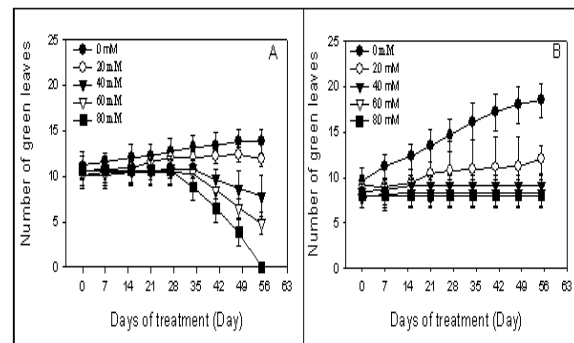 A
Number of green leaves
25
20
15
10
5
0
0 mM
20 mM
40 mM
60 mM
80 mM
0 7 14 21 28 35 42 49 56 63
Days of treatment (Day)
B
Number of green leaves
25
20
15
10
5
0
0 mM
20 mM
40 mM
60 mM
80 mM
0 7 14 21 28 35 42 49 56 63
Days of treatment (Day)